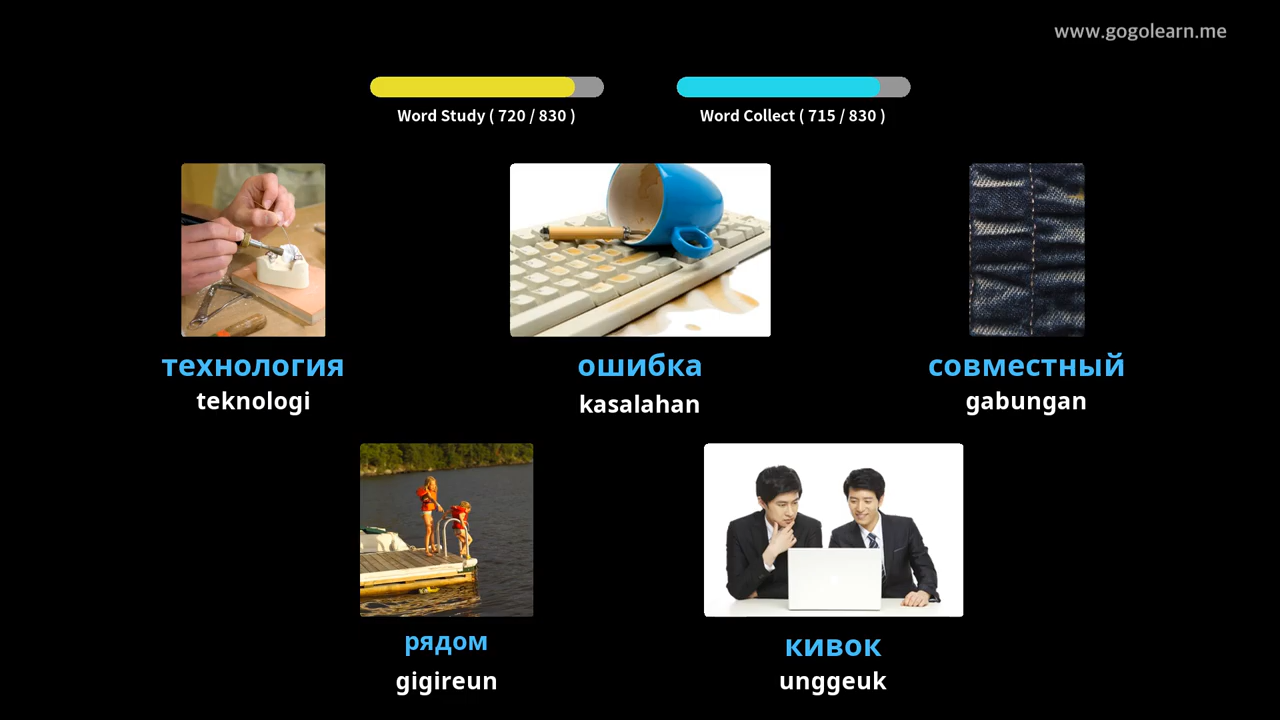 www.gogolearn.me
Word Study ( 720 / 830 )
Word Collect ( 715 / 830 )
технология
teknologi
ошибка
kasalahan
совместный
gabungan
рядом
gigireun
кивок
unggeuk